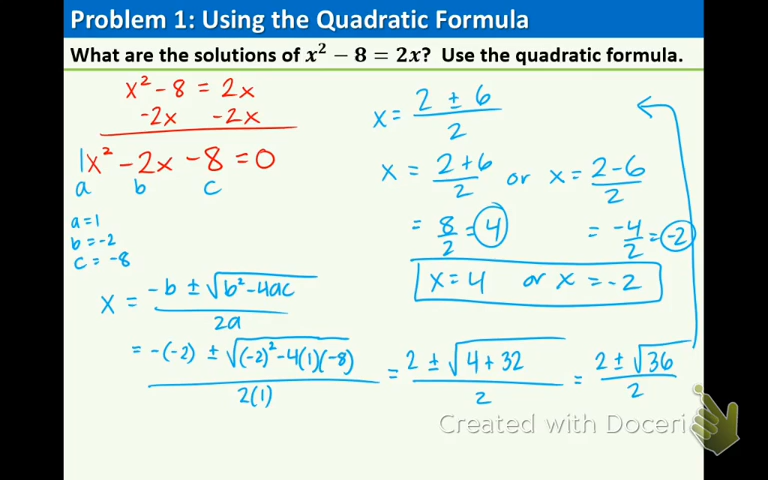 Problem 1: Using the Quadratic Formula
What are the solutions of x² − 8 = 2x? Use the quadratic formula.
x² - 8 = 2x
-2x -2x
1x² - 2x - 8 = 0
a b c
a = 1
b = -2
c = -8
x = (-b ± √(b² - 4ac)) / 2a
= (-(-2) ± √((-2)² - 4(1)(-8))) / 2(1) = (2 ± √(4 + 32)) / 2 = (2 ± √36) / 2
x = (2 ± 6) / 2
x = (2 + 6) / 2 or x = (2 - 6) / 2
= 8/2 = 4 = -4/2 = -2
x = 4 or x = -2
Created with Doceri